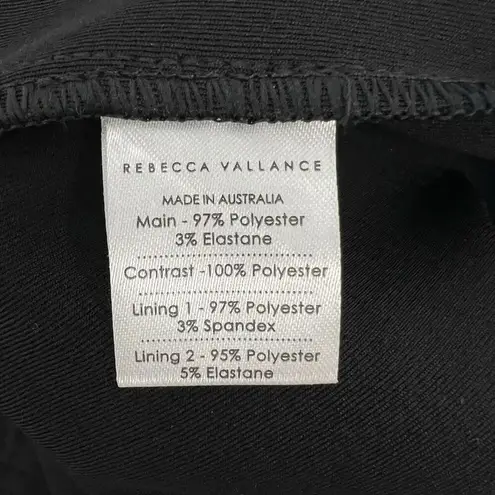 REBECCA VALLANCE
MADE IN AUSTRALIA
Main - 97% Polyester
3% Elastane
Contrast -100% Polyester
Lining 1 - 97% Polyester
3% Spandex
Lining 2 - 95% Polyester
5% Elastane